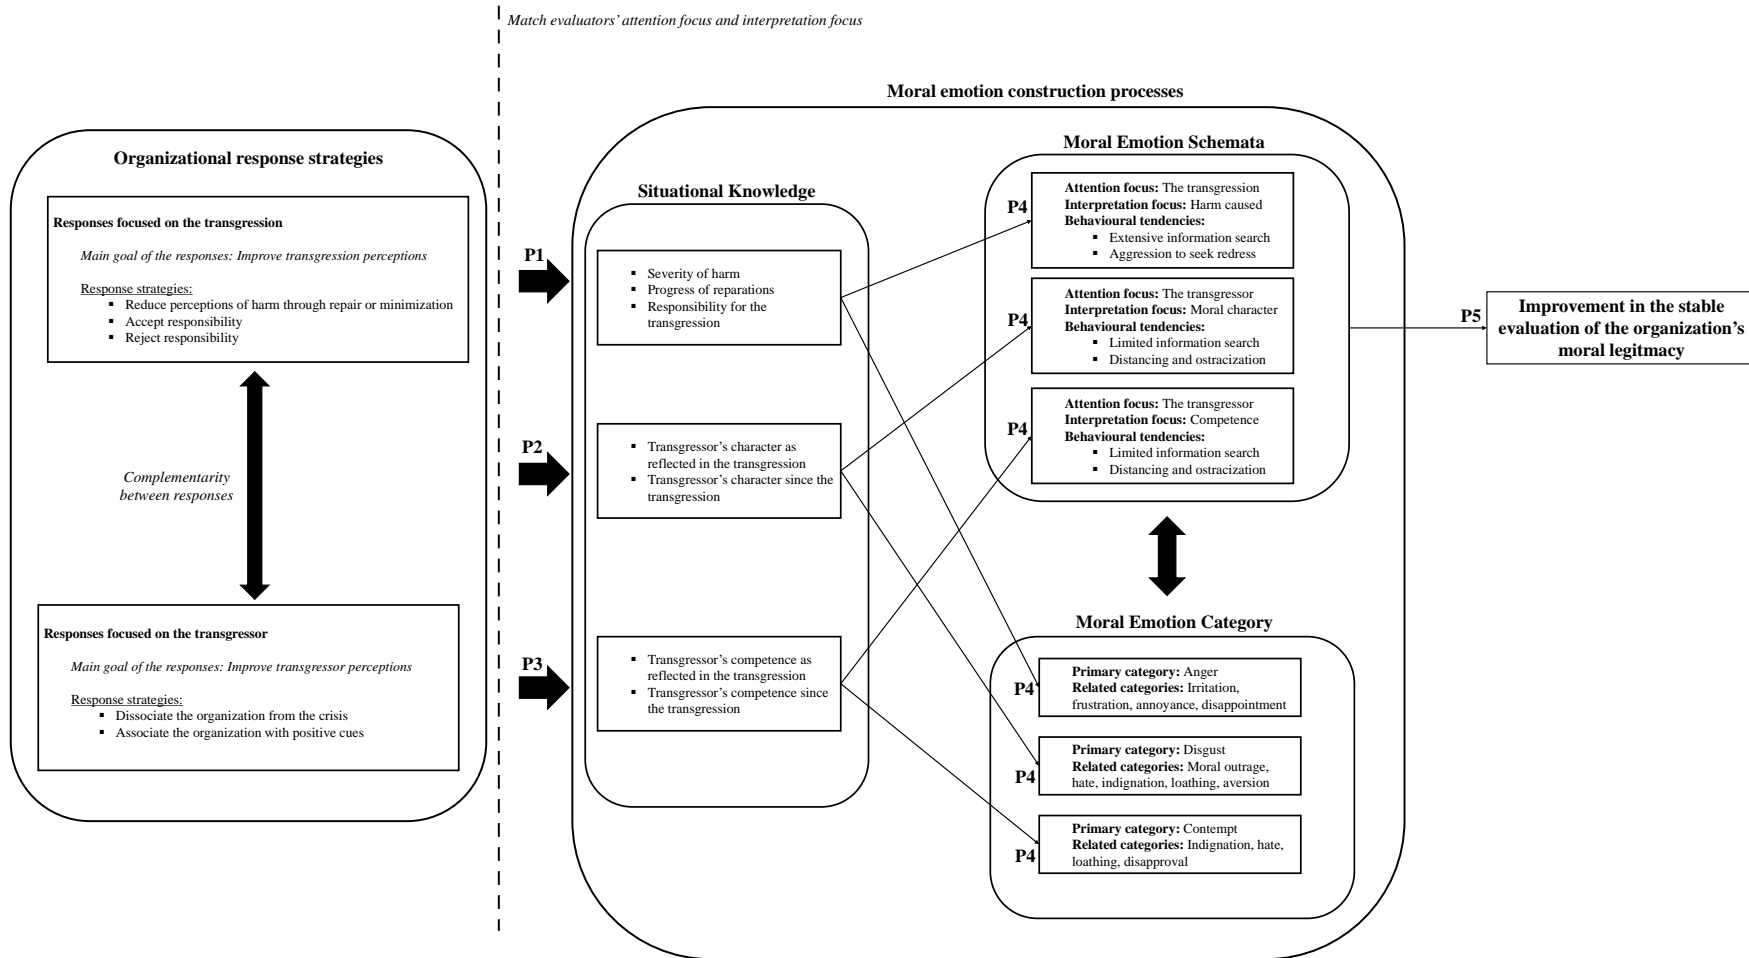 Match evaluators' attention focus and interpretation focus
Organizational response strategies
Responses focused on the transgression
Main goal of the responses: Improve transgression perceptions
Response strategies:
▪ Reduce perceptions of harm through repair or minimization
▪ Accept responsibility
▪ Reject responsibility
Complementarity
between responses
Responses focused on the transgressor
Main goal of the responses: Improve transgressor perceptions
Response strategies:
▪ Dissociate the organization from the crisis
▪ Associate the organization with positive cues
P1
P2
P3
Moral emotion construction processes
Situational Knowledge
▪ Severity of harm
▪ Progress of reparations
▪ Responsibility for the
transgression
▪ Transgressor's character as
reflected in the transgression
▪ Transgressor's character since the
transgression
▪ Transgressor's competence as
reflected in the transgression
▪ Transgressor's competence since
the transgression
Moral Emotion Schemata
P4
Attention focus: The transgression
Interpretation focus: Harm caused
Behavioural tendencies:
▪ Extensive information search
▪ Aggression to seek redress
P4
Attention focus: The transgressor
Interpretation focus: Moral character
Behavioural tendencies:
▪ Limited information search
▪ Distancing and ostracization
P4
Attention focus: The transgressor
Interpretation focus: Competence
Behavioural tendencies:
▪ Limited information search
▪ Distancing and ostracization
Moral Emotion Category
P4
Primary category: Anger
Related categories: Irritation,
frustration, annoyance, disappointment
P4
Primary category: Disgust
Related categories: Moral outrage,
hate, indignation, loathing, aversion
P4
Primary category: Contempt
Related categories: Indignation, hate,
loathing, disapproval
P5
Improvement in the stable
evaluation of the organization's
moral legitmacy